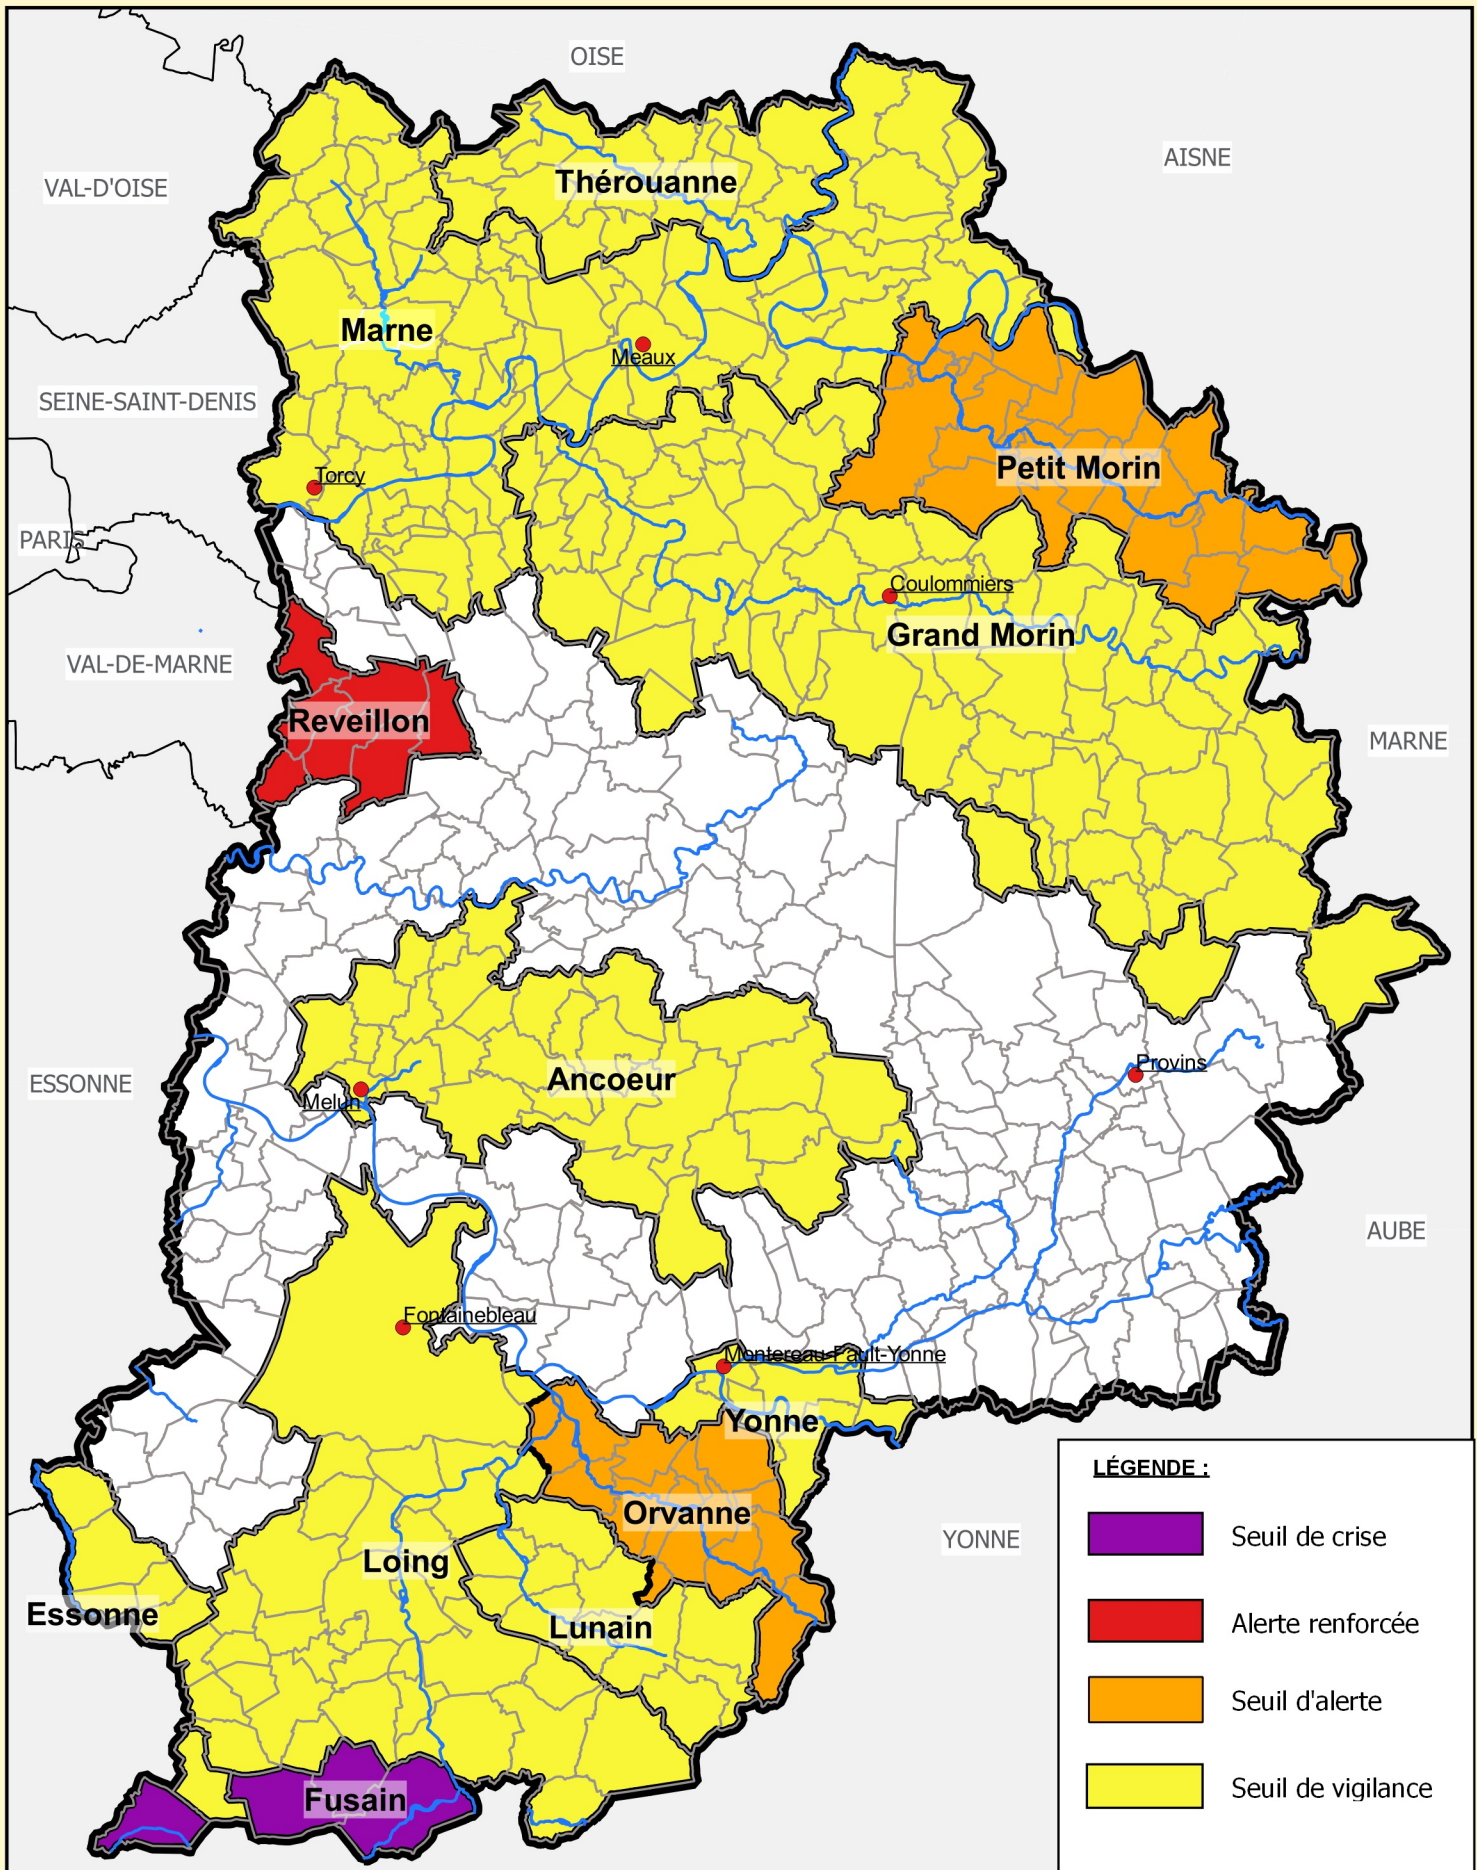 OISE
AISNE
VAL-D'OISE
Thérouanne
Marne
Meaux
SEINE-SAINT-DENIS
Petit Morin
Torcy
PARIS
Coulommiers
Grand Morin
VAL-DE-MARNE
Reveillon
MARNE
Provins
Ancoeur
ESSONNE
Melun
AUBE
Fontainebleau
Montereau-Fault-Yonne
Yonne
LÉGENDE :
Orvanne
Seuil de crise
YONNE
Loing
Essonne
Lunain
Alerte renforcée
Seuil d'alerte
Seuil de vigilance
Fusain